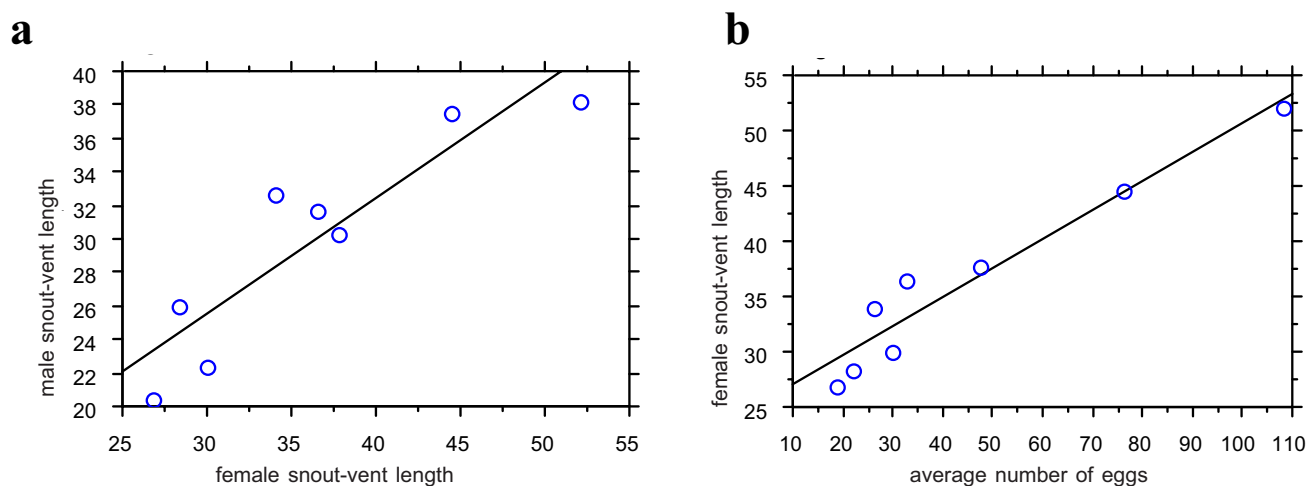 a
b
40
38
36
34
32
30
28
26
24
22
20
male snout-vent length
25 30 35 40 45 50 55
female snout-vent length
55
50
45
40
35
30
25
female snout-vent length
10 20 30 40 50 60 70 80 90 100 110
average number of eggs